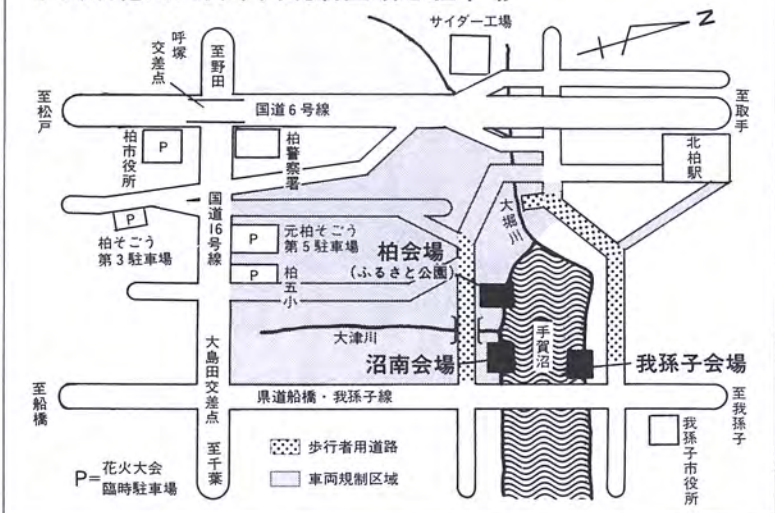 サイダー工場
Z
呼塚
交差点
至野田
至松戸
国道6号線
至取手
P
柏市役所
柏警察署
北柏駅
国道16号線
P
柏そごう
第3駐車場
P
元柏そごう
第5駐車場
P
柏五小
大堀川
柏会場
(ふるさと公園)
大津川
手賀沼
沼南会場
我孫子会場
至船橋
大島田交差点
県道船橋・我孫子線
至我孫子
至千葉
我孫子市役所
P=花火大会
臨時駐車場
歩行者用道路
車両規制区域